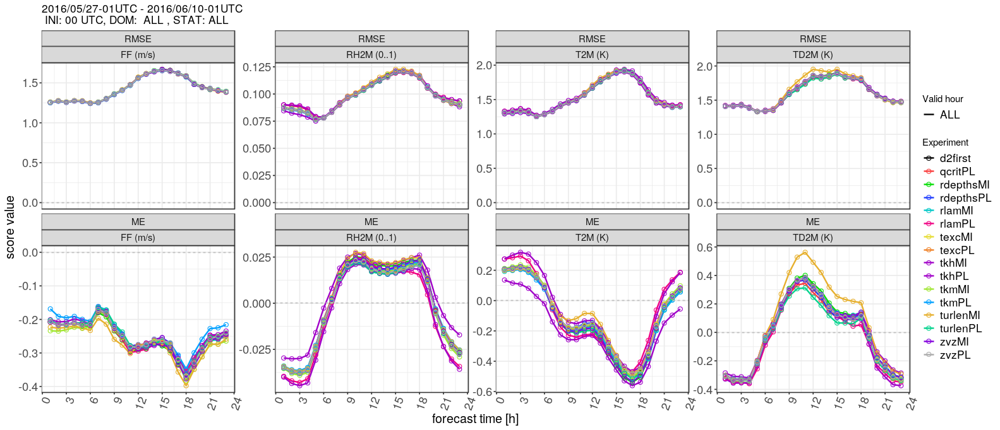 2016/05/27-01UTC - 2016/06/10-01UTC
INI: 00 UTC, DOM:  ALL , STAT: ALL
RMSE RMSE RMSE RMSE
FF (m/s) RH2M (0..1) T2M (K) TD2M (K)
1.5
1.0
0.5
0.0
0.125
0.100
0.075
0.050
0.025
0.000
2.0
1.5
1.0
0.5
0.0
2.0
1.5
1.0
0.5
0.0
ME ME ME ME
FF (m/s) RH2M (0..1) T2M (K) TD2M (K)
0.0
-0.1
-0.2
-0.3
-0.4
0.025
0.000
-0.025
0.2
0.0
-0.2
-0.4
-0.6
0.6
0.4
0.2
0.0
-0.2
-0.4
0 3 6 9 12 15 18 21 24
0 3 6 9 12 15 18 21 24
0 3 6 9 12 15 18 21 24
0 3 6 9 12 15 18 21 24
score value
forecast time [h]
Valid hour
ALL
Experiment
d2first
qcritPL
rdepthsMI
rdepthsPL
rlamMI
rlamPL
texcMI
texcPL
tkhMI
tkhPL
tkmMI
tkmPL
turlenMI
turlenPL
zvzMI
zvzPL